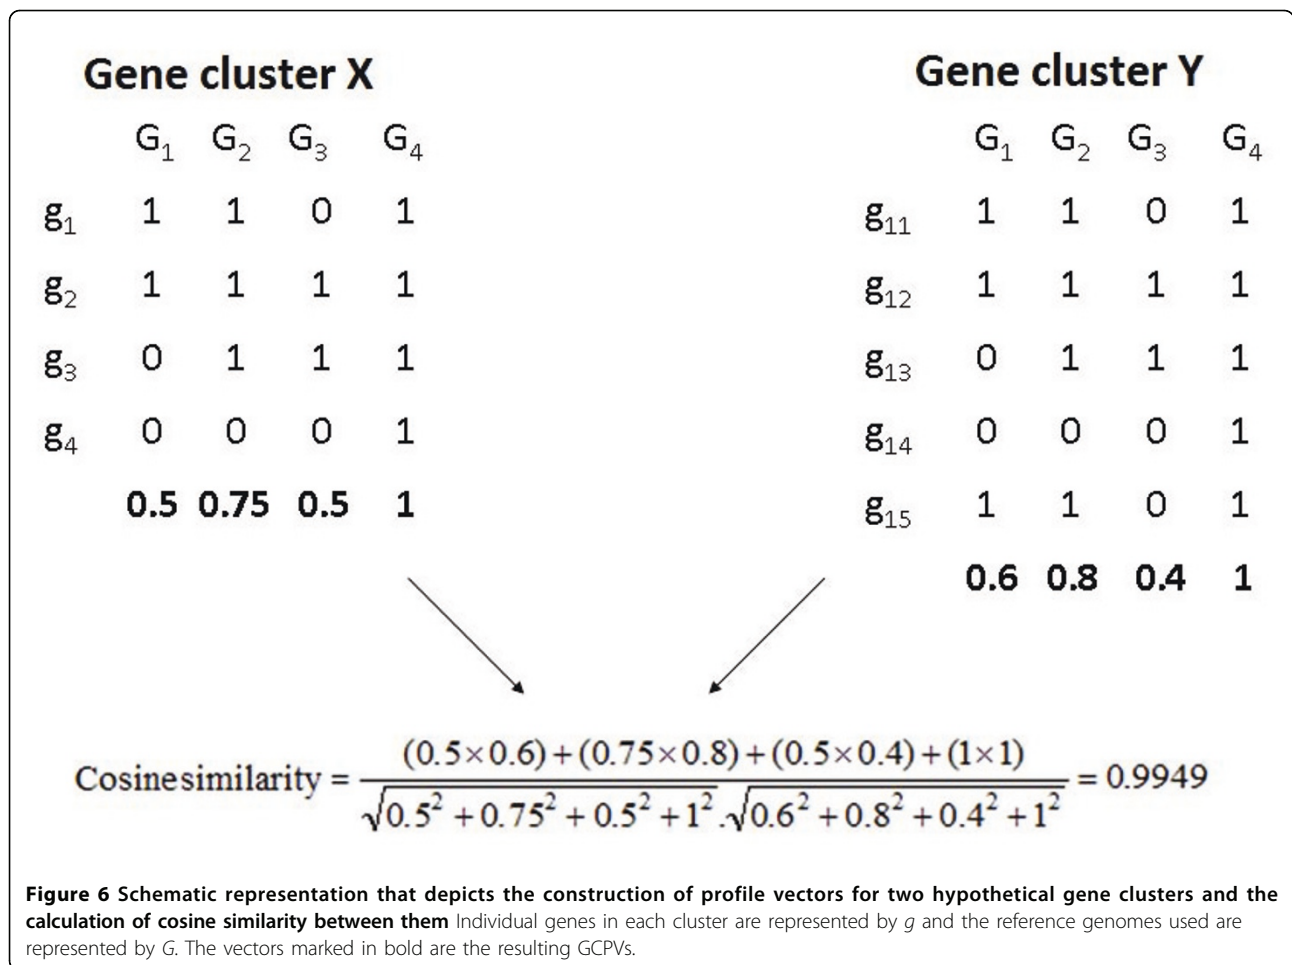 Gene cluster X
G₁ G₂ G₃ G₄
g₁ 1 1 0 1
g₂ 1 1 1 1
g₃ 0 1 1 1
g₄ 0 0 0 1
0.5 0.75 0.5 1
Gene cluster Y
G₁ G₂ G₃ G₄
g₁₁ 1 1 0 1
g₁₂ 1 1 1 1
g₁₃ 0 1 1 1
g₁₄ 0 0 0 1
g₁₅ 1 1 0 1
0.6 0.8 0.4 1
(0.5×0.6)+(0.75×0.8)+(0.5×0.4)+(1×1)
Cosinesimilarity = = 0.9949
√0.5² + 0.75² + 0.5² + 1² .√0.6² + 0.8² + 0.4² + 1²
Figure 6 Schematic representation that depicts the construction of profile vectors for two hypothetical gene clusters and the
calculation of cosine similarity between them Individual genes in each cluster are represented by g and the reference genomes used are
represented by G. The vectors marked in bold are the resulting GCPVs.